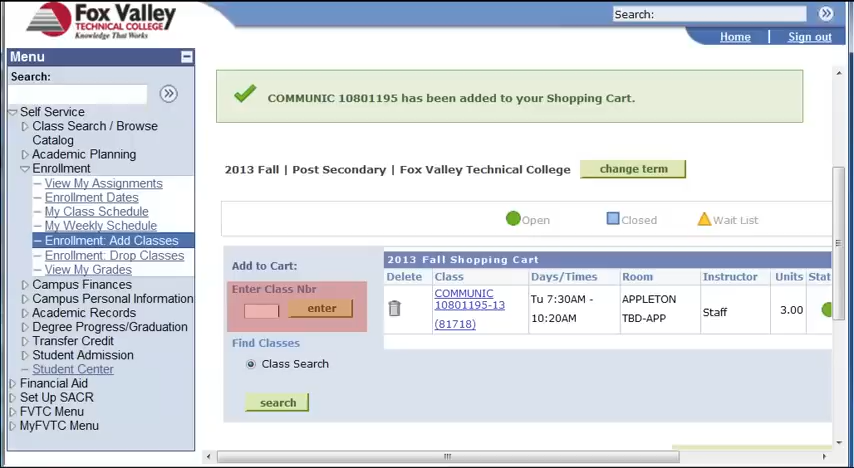 Fox Valley
TECHNICAL COLLEGE
Knowledge That Works
Search:
Home | Sign out
Menu
Search:
Self Service
Class Search / Browse
Catalog
Academic Planning
Enrollment
View My Assignments
Enrollment Dates
My Class Schedule
My Weekly Schedule
Enrollment: Add Classes
Enrollment: Drop Classes
View My Grades
Campus Finances
Campus Personal Information
Academic Records
Degree Progress/Graduation
Transfer Credit
Student Admission
Student Center
Financial Aid
Set Up SACR
FVTC Menu
MyFVTC Menu
COMMUNIC 10801195 has been added to your Shopping Cart.
2013 Fall | Post Secondary | Fox Valley Technical College
change term
Open
Closed
Wait List
Add to Cart:
Enter Class Nbr
enter
Find Classes
Class Search
search
2013 Fall Shopping Cart
Delete Class Days/Times Room Instructor Units Stat
COMMUNIC
10801195-13
(81718)
Tu 7:30AM -
10:20AM
APPLETON
TBD-APP
Staff
3.00